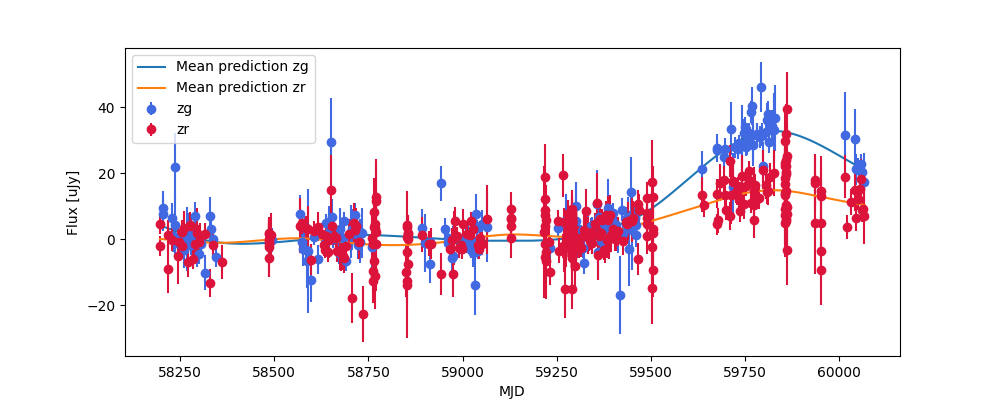 Mean prediction zg
Mean prediction zr
zg
zr
Flux [uJy]
40
20
0
−20
58250 58500 58750 59000 59250 59500 59750 60000
MJD